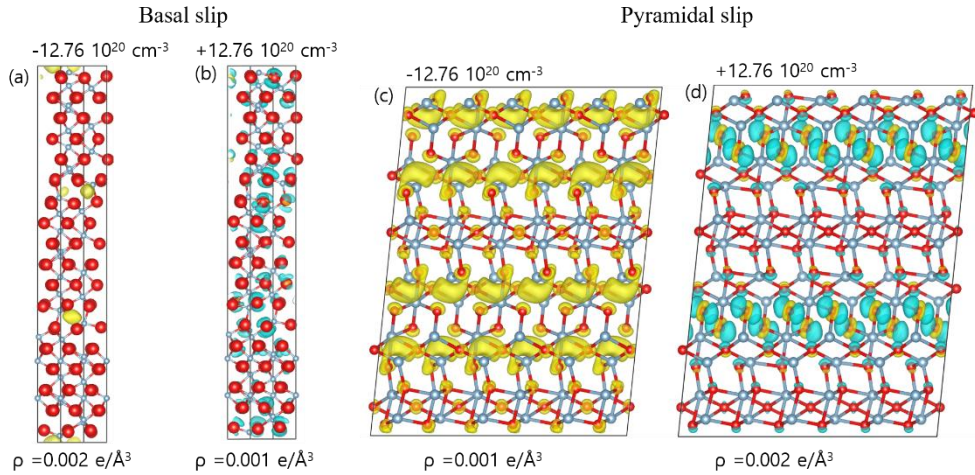 Basal slip
Pyramidal slip
-12.76 10²⁰ cm⁻³
+12.76 10²⁰ cm⁻³
-12.76 10²⁰ cm⁻³
+12.76 10²⁰ cm⁻³
(a)
(b)
(c)
(d)
ρ =0.002 e/Å³
ρ =0.001 e/Å³
ρ =0.001 e/Å³
ρ =0.002 e/Å³